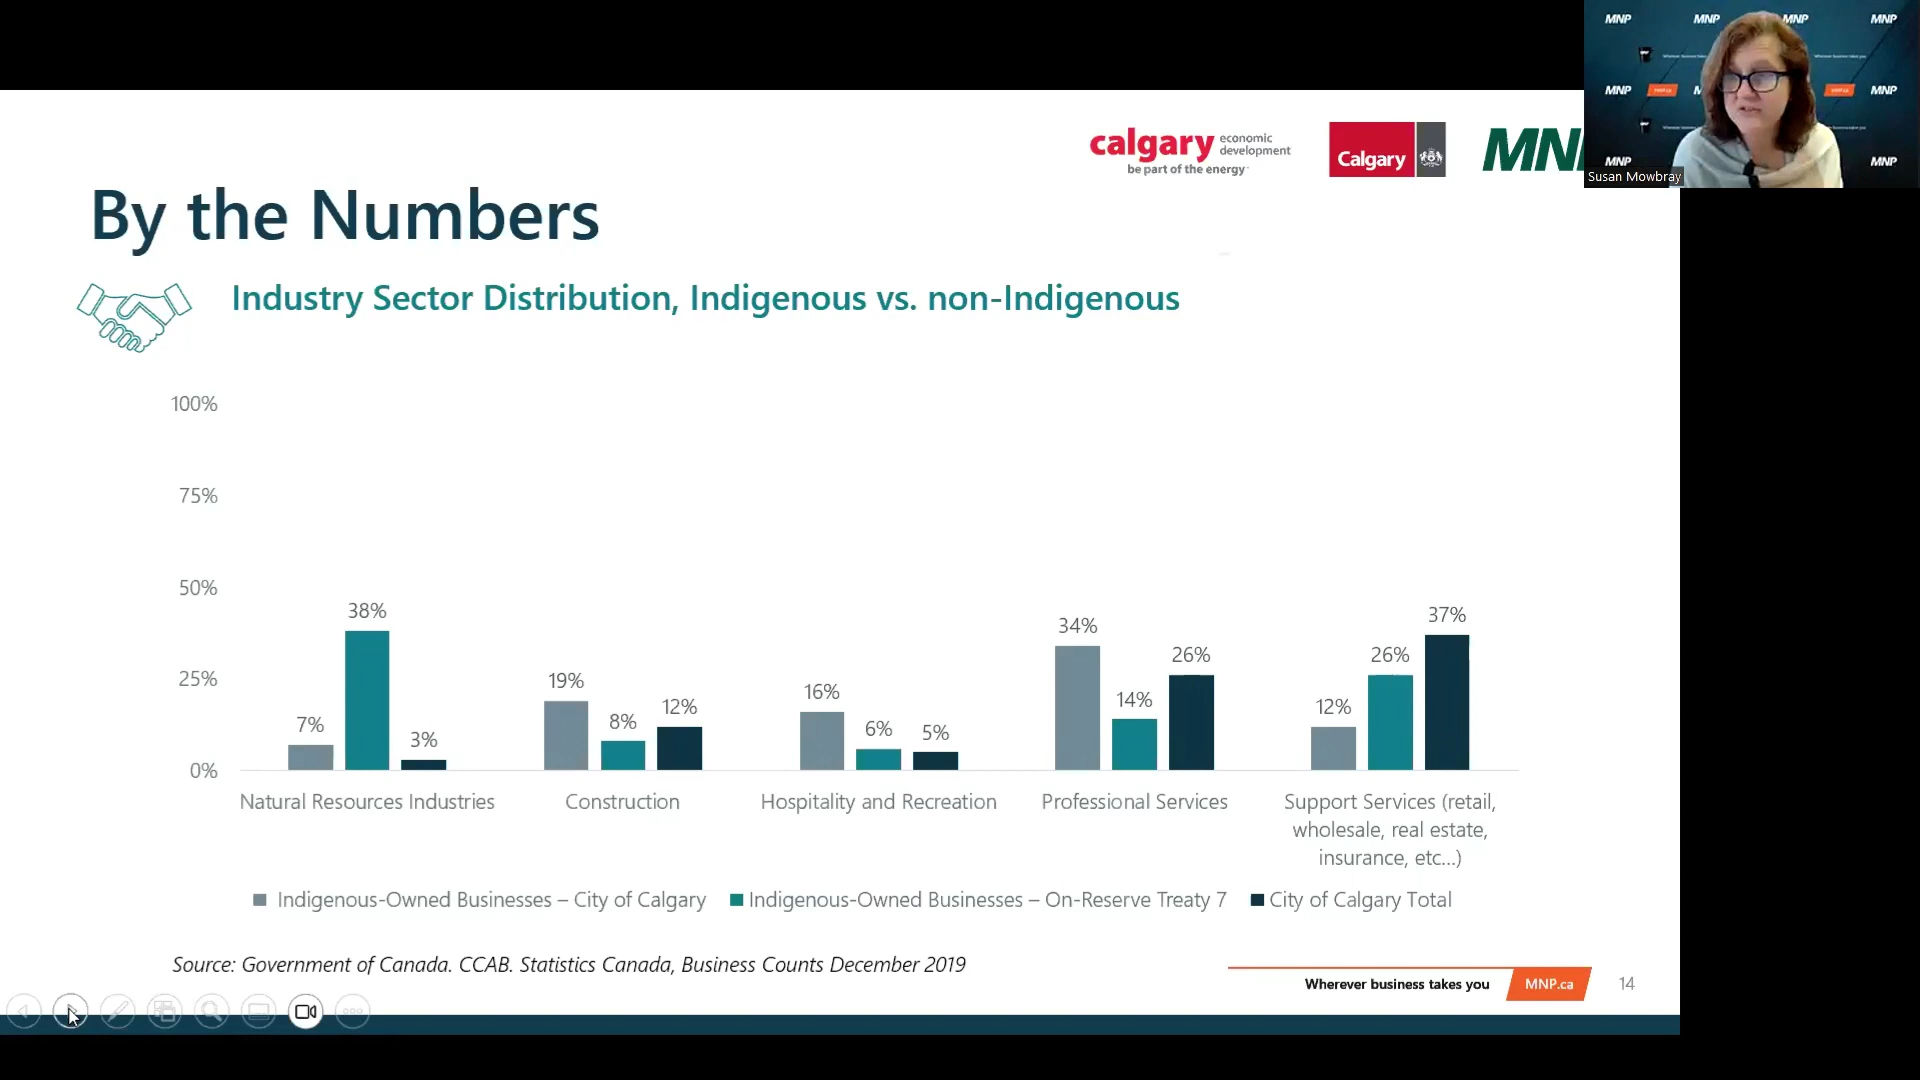 MNP MNP MNP MNP
MNP MNP
MNP MNP
Susan Mowbray
calgary economic development
be part of the energy
Calgary
By the Numbers
Industry Sector Distribution, Indigenous vs. non-Indigenous
100%
75%
50%
25%
0%
7% 38% 3%
19% 8% 12%
16% 6% 5%
34% 14% 26%
12% 26% 37%
Natural Resources Industries
Construction
Hospitality and Recreation
Professional Services
Support Services (retail,
wholesale, real estate,
insurance, etc...)
Indigenous-Owned Businesses – City of Calgary
Indigenous-Owned Businesses – On-Reserve Treaty 7
City of Calgary Total
Source: Government of Canada. CCAB. Statistics Canada, Business Counts December 2019
Wherever business takes you
MNP.ca
14